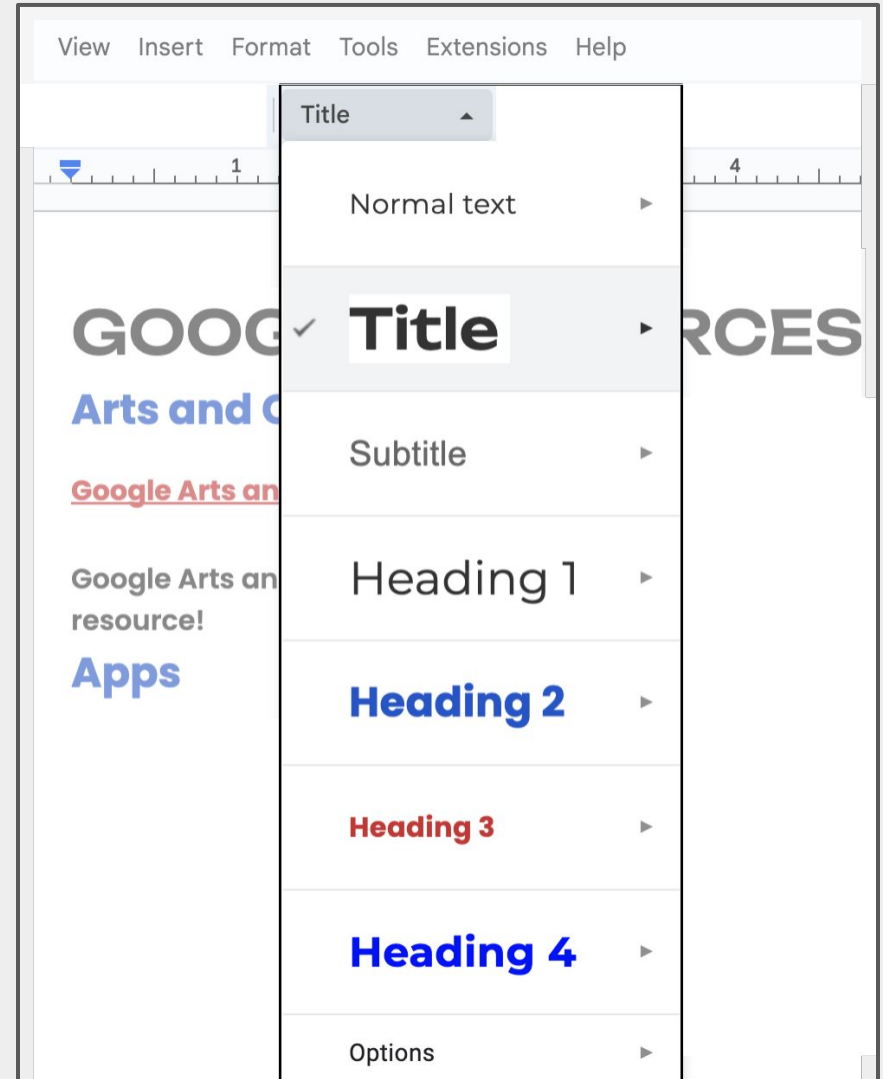 View Insert Format Tools Extensions Help
Title
1 4
Normal text
Title
GOOG RCES
Arts and C
Subtitle
Google Arts an
Heading 1
Google Arts an
resource!
Apps
Heading 2
Heading 3
Heading 4
Options